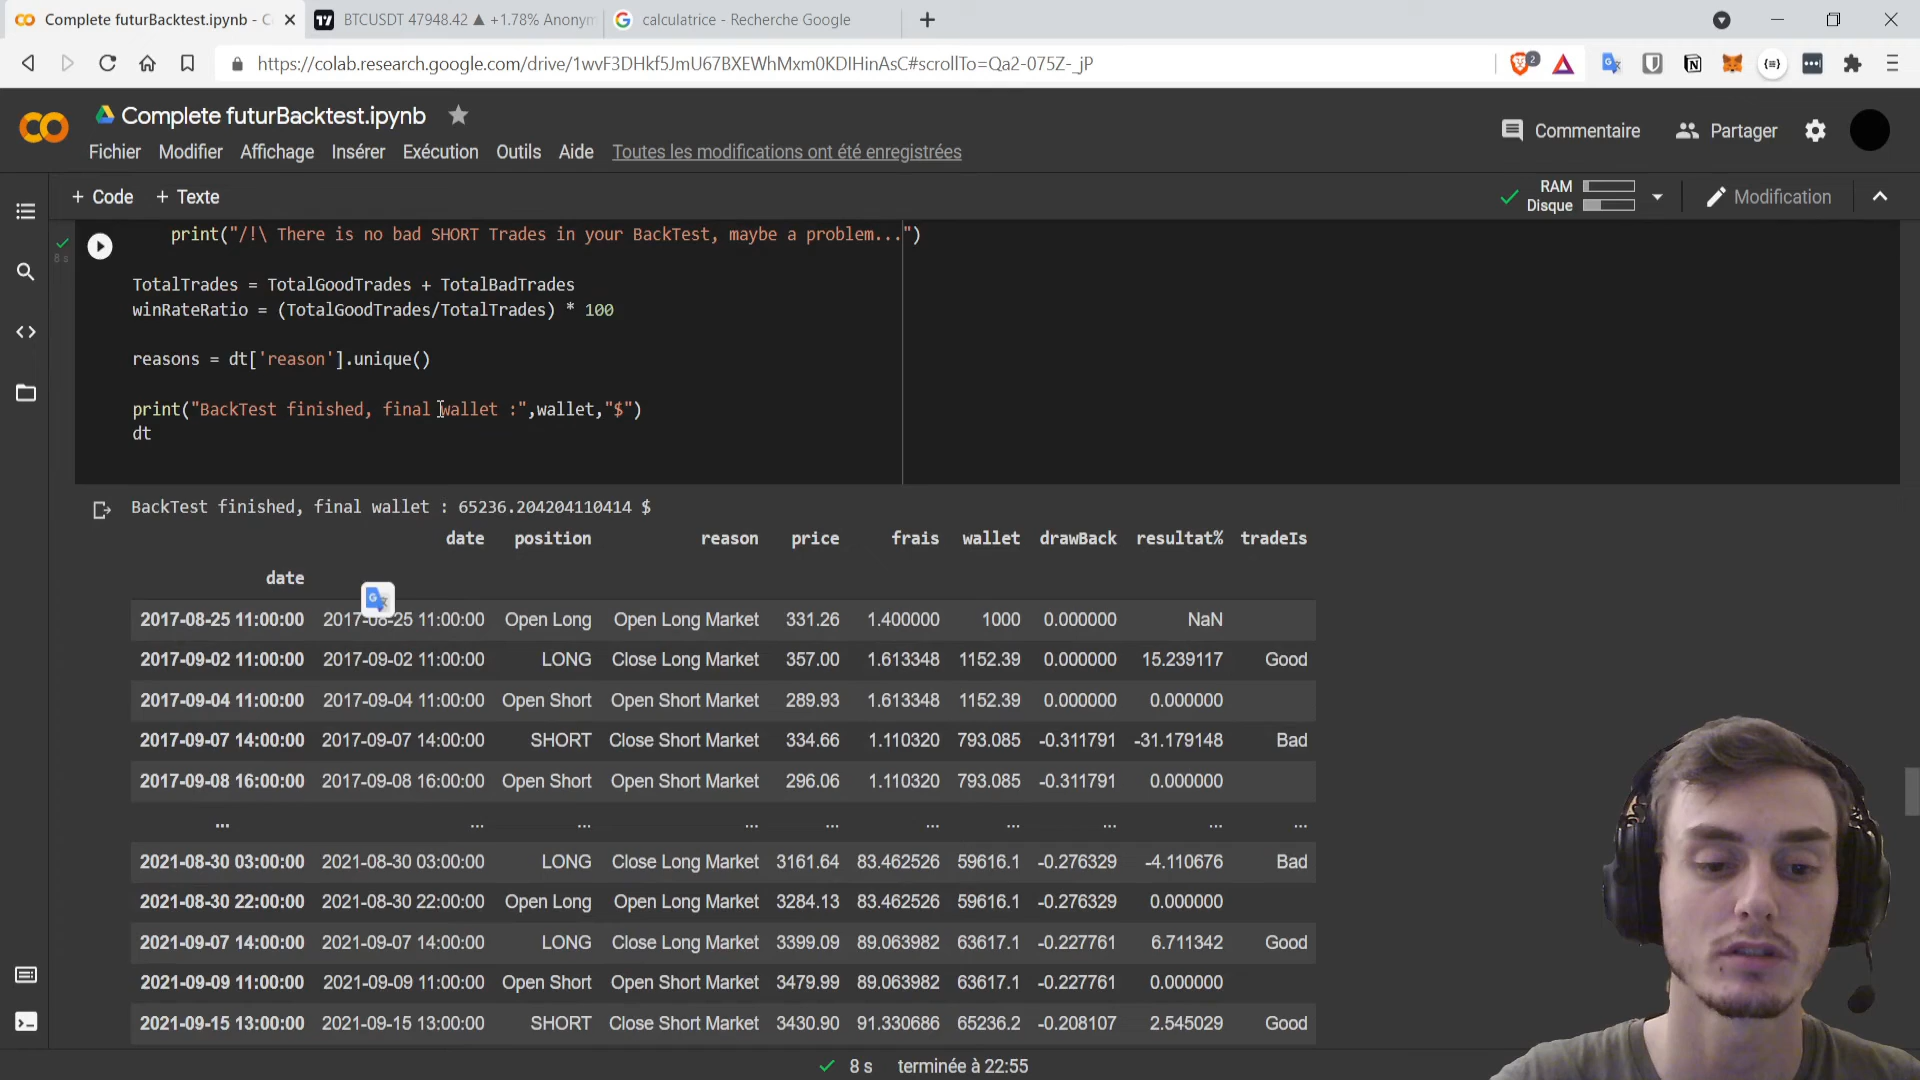 Complete futurBacktest.ipynb - C
BTCUSDT 47948.42 ▲ +1.78% Anonym
calculatrice - Recherche Google
https://colab.research.google.com/drive/1wvF3DHkf5JmU67BXEWhMxm0KDIHinAsC#scrollTo=Qa2-075Z-_jP
2
Complete futurBacktest.ipynb
Commentaire
Partager
Fichier Modifier Affichage Insérer Exécution Outils Aide Toutes les modifications ont été enregistrées
+ Code + Texte
RAM
Disque
Modification
8 s
print("/!\ There is no bad SHORT Trades in your BackTest, maybe a problem...")
TotalTrades = TotalGoodTrades + TotalBadTrades
winRateRatio = (TotalGoodTrades/TotalTrades) * 100
reasons = dt['reason'].unique()
print("BackTest finished, final wallet :",wallet,"$")
dt
BackTest finished, final wallet : 65236.204204110414 $
date position reason price frais wallet drawBack resultat% tradeIs
date
2017-08-25 11:00:00 2017-08-25 11:00:00 Open Long Open Long Market 331.26 1.400000 1000 0.000000 NaN
2017-09-02 11:00:00 2017-09-02 11:00:00 LONG Close Long Market 357.00 1.613348 1152.39 0.000000 15.239117 Good
2017-09-04 11:00:00 2017-09-04 11:00:00 Open Short Open Short Market 289.93 1.613348 1152.39 0.000000 0.000000
2017-09-07 14:00:00 2017-09-07 14:00:00 SHORT Close Short Market 334.66 1.110320 793.085 -0.311791 -31.179148 Bad
2017-09-08 16:00:00 2017-09-08 16:00:00 Open Short Open Short Market 296.06 1.110320 793.085 -0.311791 0.000000
... ... ... ... ... ... ... ... ... ...
2021-08-30 03:00:00 2021-08-30 03:00:00 LONG Close Long Market 3161.64 83.462526 59616.1 -0.276329 -4.110676 Bad
2021-08-30 22:00:00 2021-08-30 22:00:00 Open Long Open Long Market 3284.13 83.462526 59616.1 -0.276329 0.000000
2021-09-07 14:00:00 2021-09-07 14:00:00 LONG Close Long Market 3399.09 89.063982 63617.1 -0.227761 6.711342 Good
2021-09-09 11:00:00 2021-09-09 11:00:00 Open Short Open Short Market 3479.99 89.063982 63617.1 -0.227761 0.000000
2021-09-15 13:00:00 2021-09-15 13:00:00 SHORT Close Short Market 3430.90 91.330686 65236.2 -0.208107 2.545029 Good
8 s terminée à 22:55